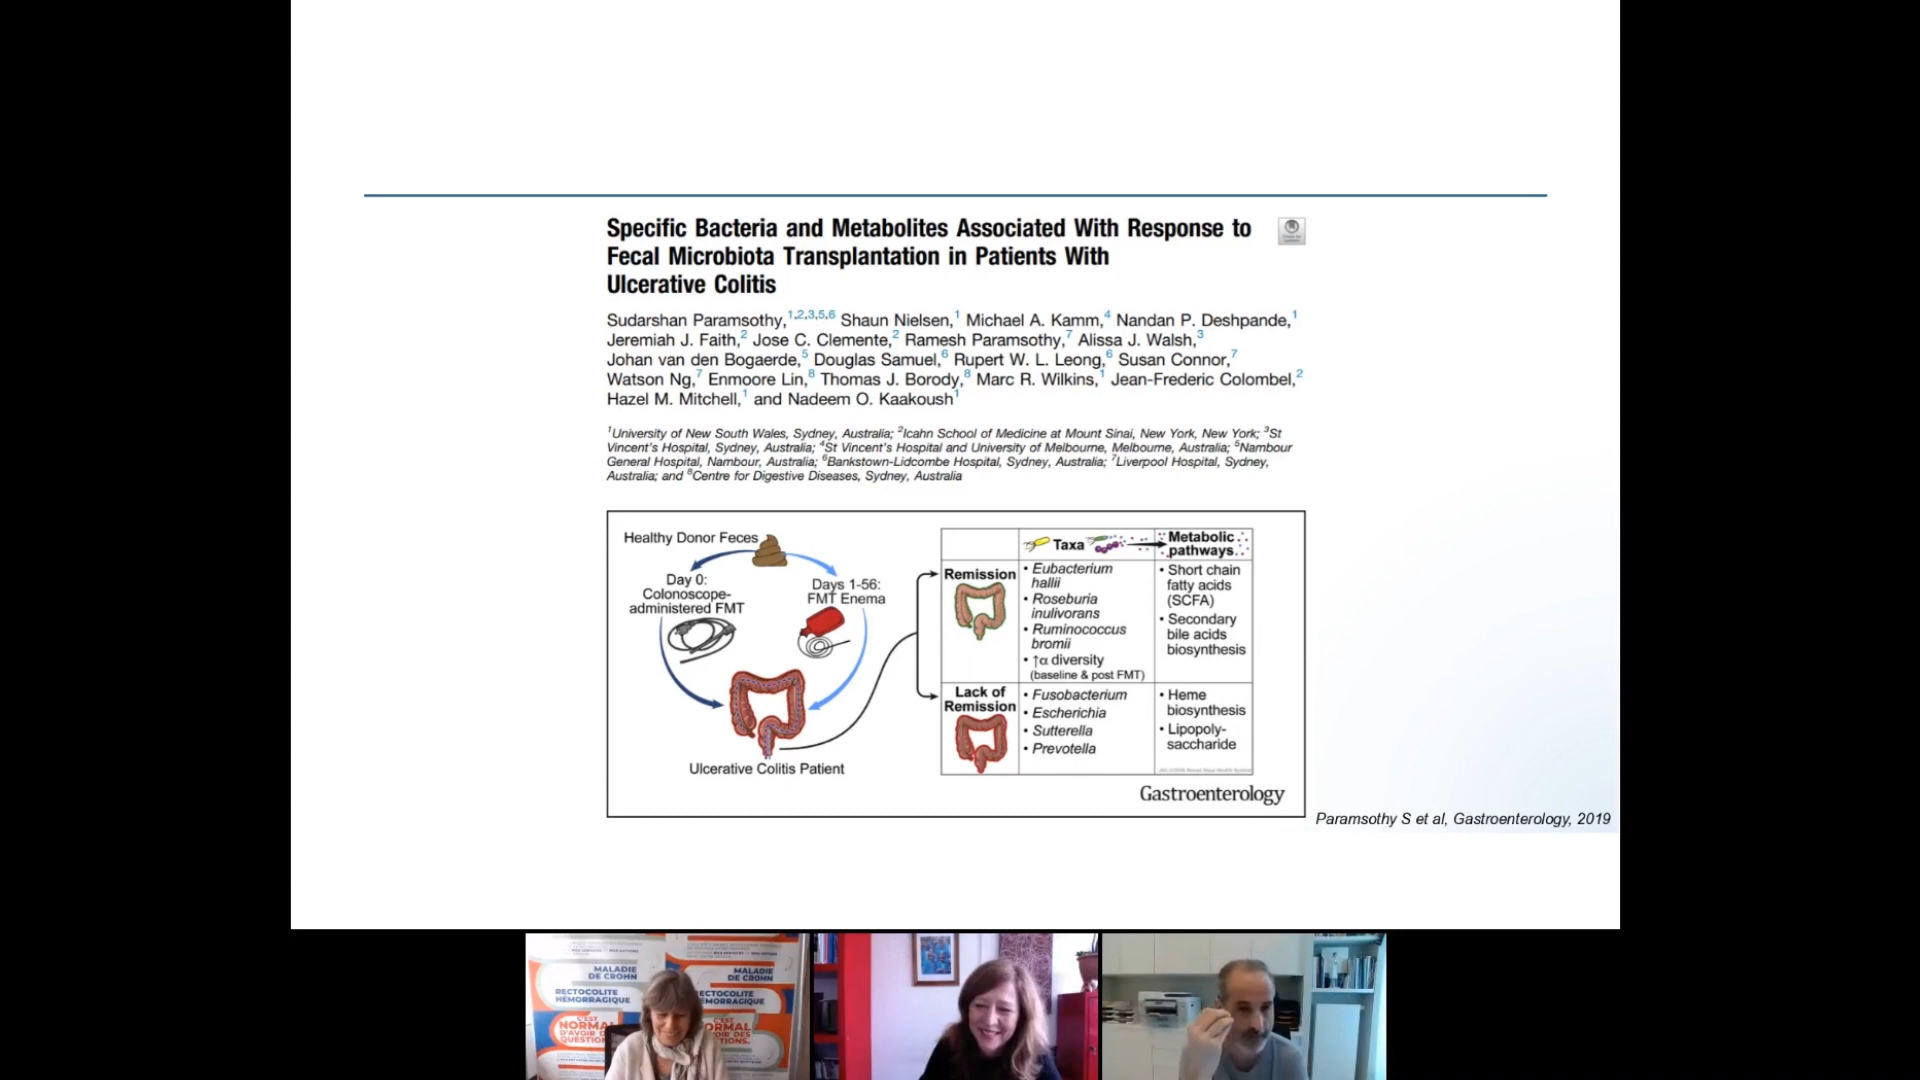 Specific Bacteria and Metabolites Associated With Response to
Fecal Microbiota Transplantation in Patients With
Ulcerative Colitis
Sudarshan Paramsothy,1,2,3,5,6 Shaun Nielsen,1 Michael A. Kamm,4 Nandan P. Deshpande,1
Jeremiah J. Faith,2 Jose C. Clemente,2 Ramesh Paramsothy,7 Alissa J. Walsh,3
Johan van den Bogaerde,5 Douglas Samuel,6 Rupert W. L. Leong,6 Susan Connor,7
Watson Ng,7 Enmoore Lin,8 Thomas J. Borody,8 Marc R. Wilkins,1 Jean-Frederic Colombel,2
Hazel M. Mitchell,1 and Nadeem O. Kaakoush1
1University of New South Wales, Sydney, Australia; 2Icahn School of Medicine at Mount Sinai, New York, New York; 3St
Vincent's Hospital, Sydney, Australia; 4St Vincent's Hospital and University of Melbourne, Melbourne, Australia; 5Nambour
General Hospital, Nambour, Australia; 6Bankstown-Lidcombe Hospital, Sydney, Australia; 7Liverpool Hospital, Sydney,
Australia; and 8Centre for Digestive Diseases, Sydney, Australia
Healthy Donor Feces
Day 0:
Colonoscope-
administered FMT
Days 1-56:
FMT Enema
Ulcerative Colitis Patient
Taxa
Metabolic
pathways
Remission
• Eubacterium
hallii
• Roseburia
inulivorans
• Ruminococcus
bromii
• ↑α diversity
(baseline & post FMT)
• Short chain
fatty acids
(SCFA)
• Secondary
bile acids
biosynthesis
Lack of
Remission
• Fusobacterium
• Escherichia
• Sutterella
• Prevotella
• Heme
biosynthesis
• Lipopoly-
saccharide
Gastroenterology
Paramsothy S et al, Gastroenterology, 2019
MALADIE
DE CROHN
RECTOCOLITE
HÉMORRAGIQUE
C'EST
NORMAL
D'AVOIR DES
QUESTIONS
MALADIE
DE CROHN